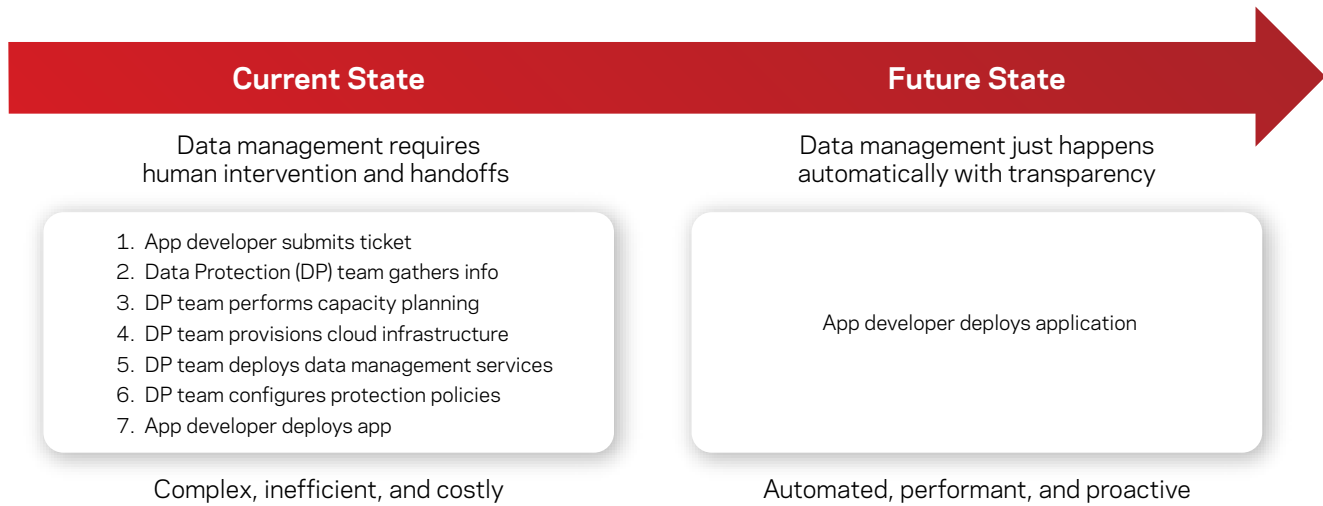 Current State
Future State
Data management requires
human intervention and handoffs
Data management just happens
automatically with transparency
1. App developer submits ticket
2. Data Protection (DP) team gathers info
3. DP team performs capacity planning
4. DP team provisions cloud infrastructure
5. DP team deploys data management services
6. DP team configures protection policies
7. App developer deploys app
App developer deploys application
Complex, inefficient, and costly
Automated, performant, and proactive